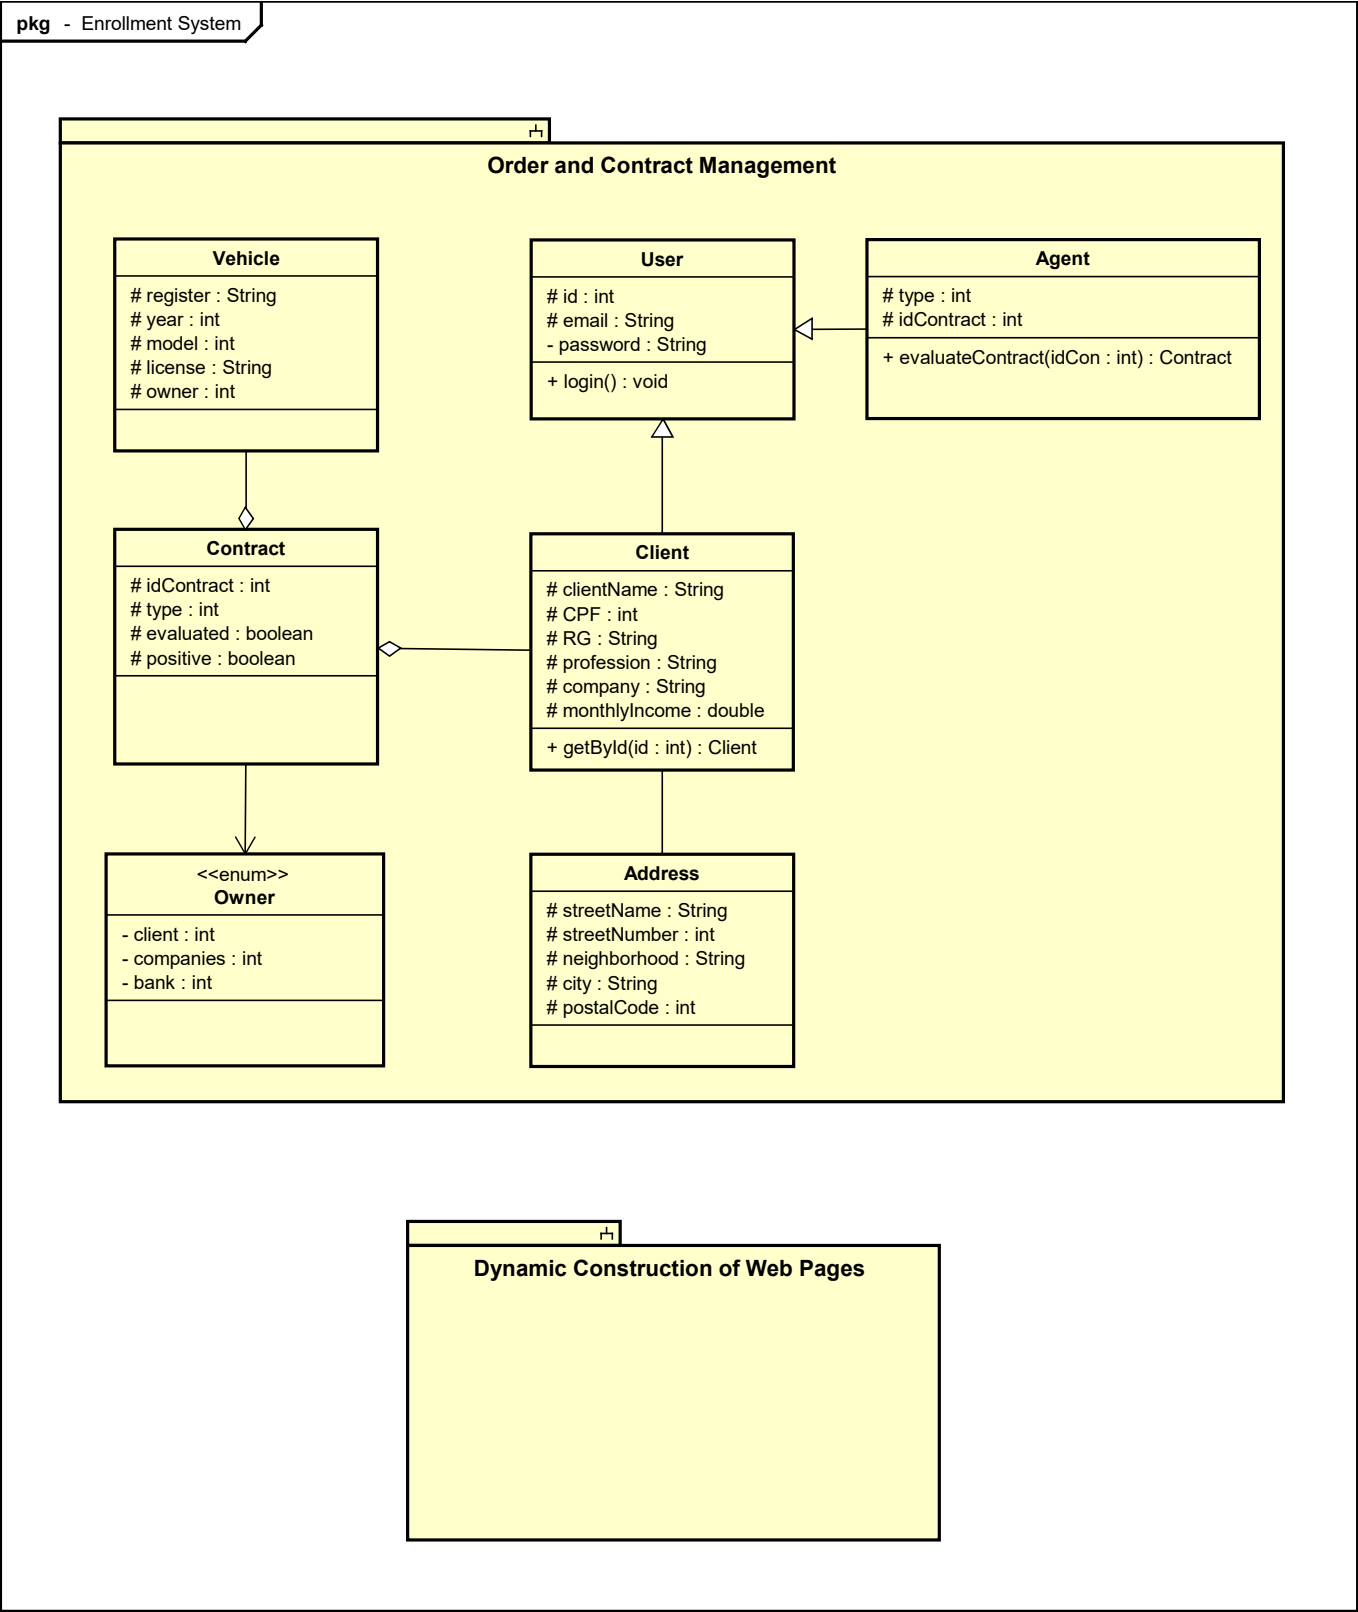 pkg - Enrollment System
Order and Contract Management
Vehicle
# register : String
# year : int
# model : int
# license : String
# owner : int
User
# id : int
# email : String
- password : String
+ login() : void
Agent
# type : int
# idContract : int
+ evaluateContract(idCon : int) : Contract
Contract
# idContract : int
# type : int
# evaluated : boolean
# positive : boolean
Client
# clientName : String
# CPF : int
# RG : String
# profession : String
# company : String
# monthlyIncome : double
+ getById(id : int) : Client
<<enum>>
Owner
- client : int
- companies : int
- bank : int
Address
# streetName : String
# streetNumber : int
# neighborhood : String
# city : String
# postalCode : int
Dynamic Construction of Web Pages